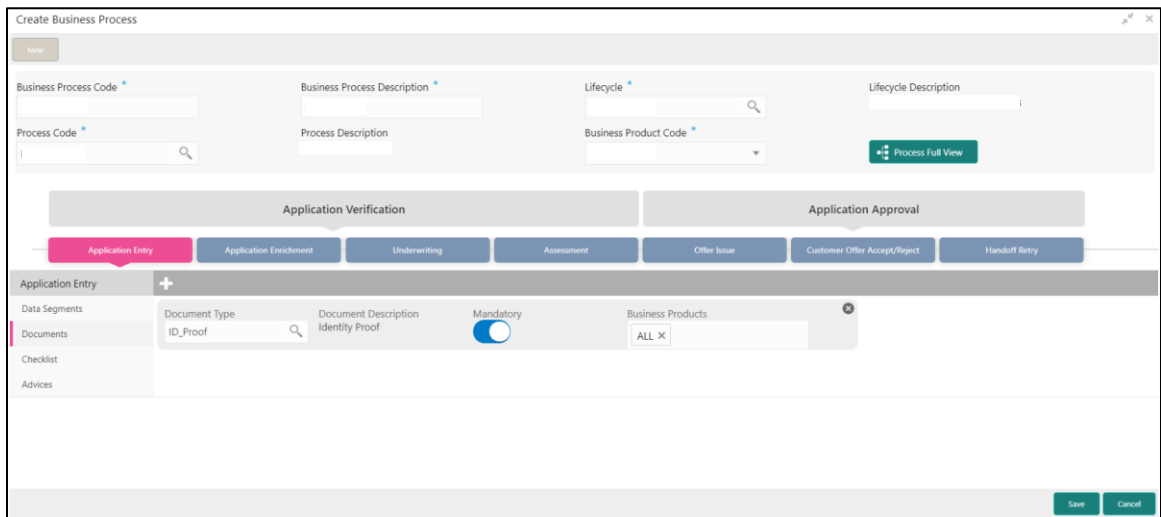 Create Business Process
New
Business Process Code *
Business Process Description *
Lifecycle *
Lifecycle Description
Process Code *
Process Description
Business Product Code *
Process Full View
Application Verification
Application Approval
Application Entry
Application Enrichment
Underwriting
Assessment
Offer Issue
Customer Offer Accept/Reject
Handoff Retry
Application Entry
Data Segments
Documents
Checklist
Advices
Document Type
ID_Proof
Document Description
Identity Proof
Mandatory
Business Products
ALL
Save
Cancel